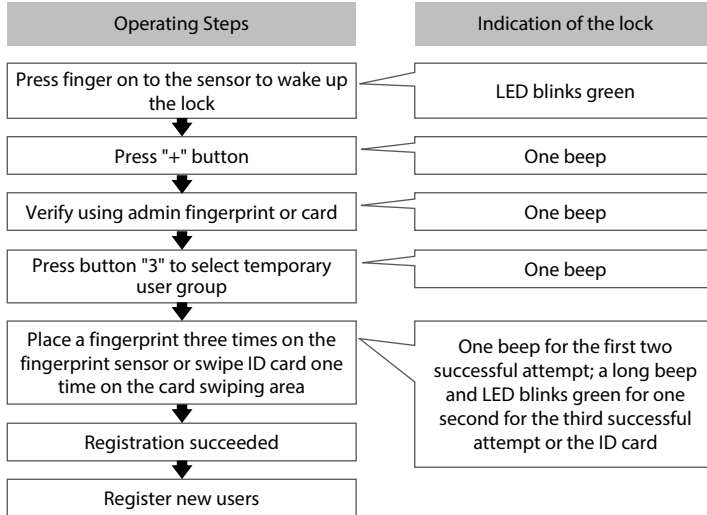 Operating Steps
Indication of the lock
Press finger on to the sensor to wake up
the lock
LED blinks green
Press "+" button
One beep
Verify using admin fingerprint or card
One beep
Press button "3" to select temporary
user group
One beep
Place a fingerprint three times on the
fingerprint sensor or swipe ID card one
time on the card swiping area
One beep for the first two
successful attempt; a long beep
and LED blinks green for one
second for the third successful
attempt or the ID card
Registration succeeded
Register new users